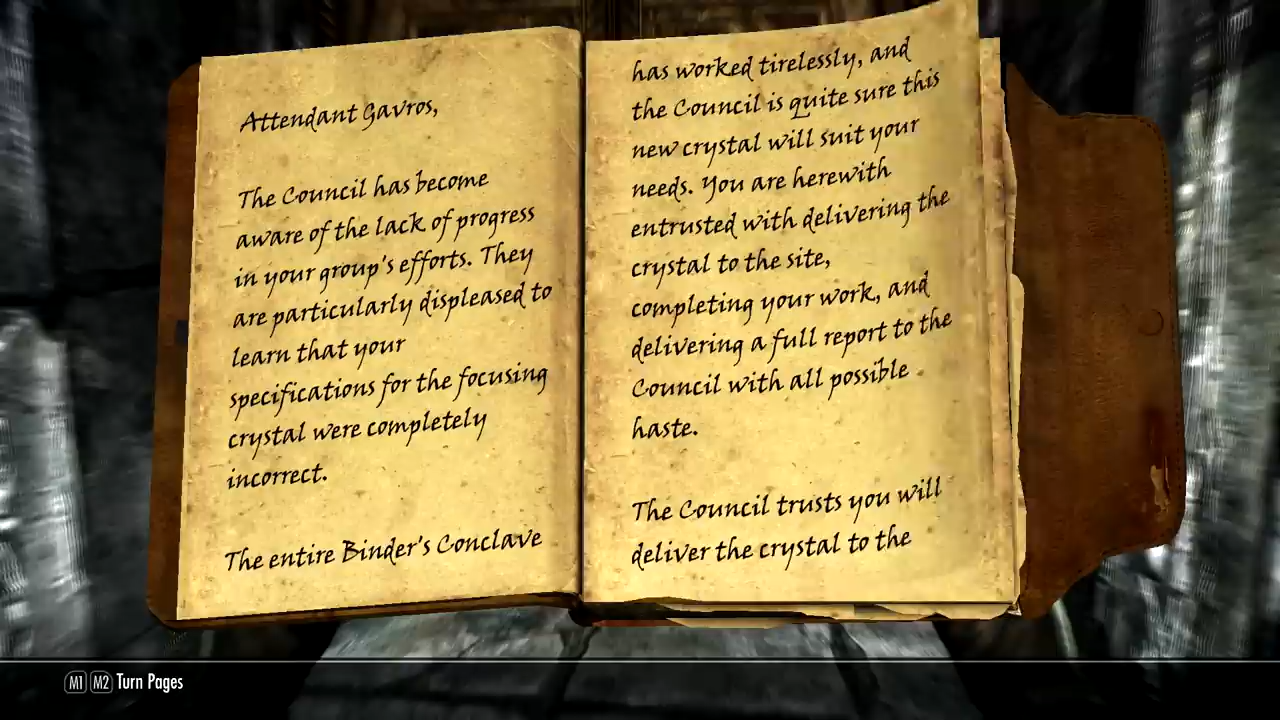 Attendant Gavros,
The Council has become
aware of the lack of progress
in your group's efforts. They
are particularly displeased to
learn that your
specifications for the focusing
crystal were completely
incorrect.
The entire Binder's Conclave
has worked tirelessly, and
the Council is quite sure this
new crystal will suit your
needs. You are herewith
entrusted with delivering the
crystal to the site,
completing your work, and
delivering a full report to the
Council with all possible
haste.
The Council trusts you will
deliver the crystal to the
M1 M2 Turn Pages